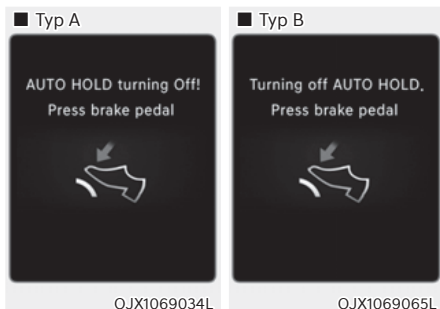 ■ Typ A
AUTO HOLD turning Off!
Press brake pedal
OJX1069034L
■ Typ B
Turning off AUTO HOLD.
Press brake pedal
OJX1069065L